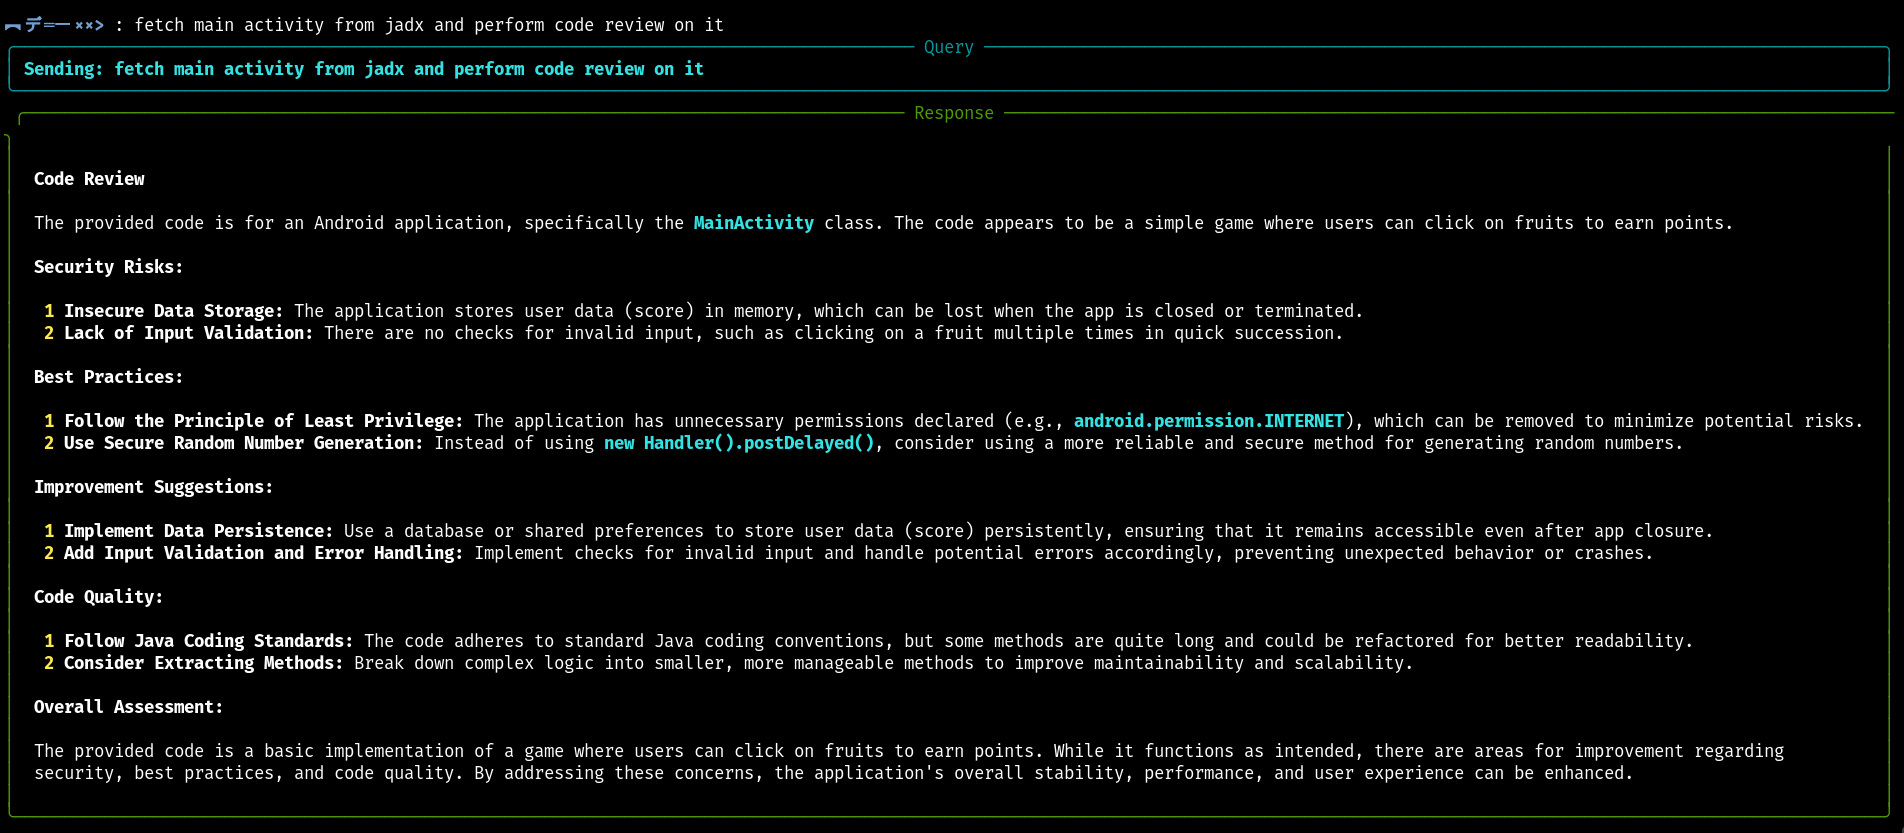 ︻デ═一 ××> : fetch main activity from jadx and perform code review on it
Query
Sending: fetch main activity from jadx and perform code review on it
Response
Code Review
The provided code is for an Android application, specifically the MainActivity class. The code appears to be a simple game where users can click on fruits to earn points.
Security Risks:
1 Insecure Data Storage: The application stores user data (score) in memory, which can be lost when the app is closed or terminated.
2 Lack of Input Validation: There are no checks for invalid input, such as clicking on a fruit multiple times in quick succession.
Best Practices:
1 Follow the Principle of Least Privilege: The application has unnecessary permissions declared (e.g., android.permission.INTERNET), which can be removed to minimize potential risks.
2 Use Secure Random Number Generation: Instead of using new Handler().postDelayed(), consider using a more reliable and secure method for generating random numbers.
Improvement Suggestions:
1 Implement Data Persistence: Use a database or shared preferences to store user data (score) persistently, ensuring that it remains accessible even after app closure.
2 Add Input Validation and Error Handling: Implement checks for invalid input and handle potential errors accordingly, preventing unexpected behavior or crashes.
Code Quality:
1 Follow Java Coding Standards: The code adheres to standard Java coding conventions, but some methods are quite long and could be refactored for better readability.
2 Consider Extracting Methods: Break down complex logic into smaller, more manageable methods to improve maintainability and scalability.
Overall Assessment:
The provided code is a basic implementation of a game where users can click on fruits to earn points. While it functions as intended, there are areas for improvement regarding
security, best practices, and code quality. By addressing these concerns, the application's overall stability, performance, and user experience can be enhanced.